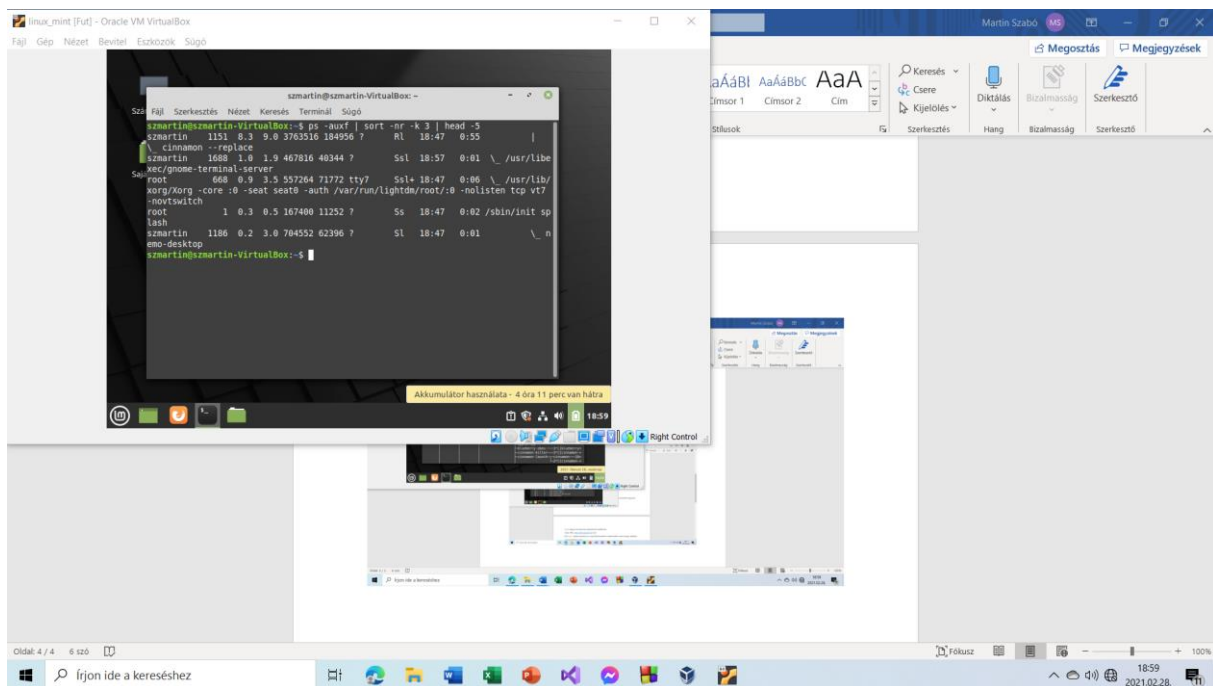 linux_mint [Fut] - Oracle VM VirtualBox
Fájl Gép Nézet Bevitel Eszközök Súgó
szmartin@szmartin-VirtualBox: ~
Fájl Szerkesztés Nézet Keresés Terminál Súgó
szmartin@szmartin-VirtualBox:~$ ps -auxf | sort -nr -k 3 | head -5
szmartin 1151 8.3 9.0 3763516 184956 ? Rl 18:47 0:55 |
\_ cinnamon --replace
szmartin 1688 1.0 1.9 467816 40344 ? Ssl 18:57 0:01 \_ /usr/libe
xec/gnome-terminal-server
root 668 0.9 3.5 557264 71772 tty7 Ssl+ 18:47 0:06 \_ /usr/lib/
xorg/Xorg -core :0 -seat seat0 -auth /var/run/lightdm/root/:0 -nolisten tcp vt7
-novtswitch
root 1 0.3 0.5 167400 11252 ? Ss 18:47 0:02 /sbin/init sp
lash
szmartin 1186 0.2 3.0 704552 62396 ? Sl 18:47 0:01 \_ n
emo-desktop
szmartin@szmartin-VirtualBox:~$
Akkumulátor használata - 4 óra 11 perc van hátra
18:59
Right Control
Martin Szabó MS
Megosztás Megjegyzések
AaÁáBbC AaA
Címsor 1 Címsor 2 Cím
Stílusok
Keresés
Csere
Kijelölés
Szerkesztés
Diktálás
Hang
Bizalmasság
Bizalmasság
Szerkesztő
Szerkesztő
Írjon ide a kereséshez
Oldal: 4 / 4 6 szó
Fókusz
100%
Írjon ide a kereséshez
18:59
2021.02.28.